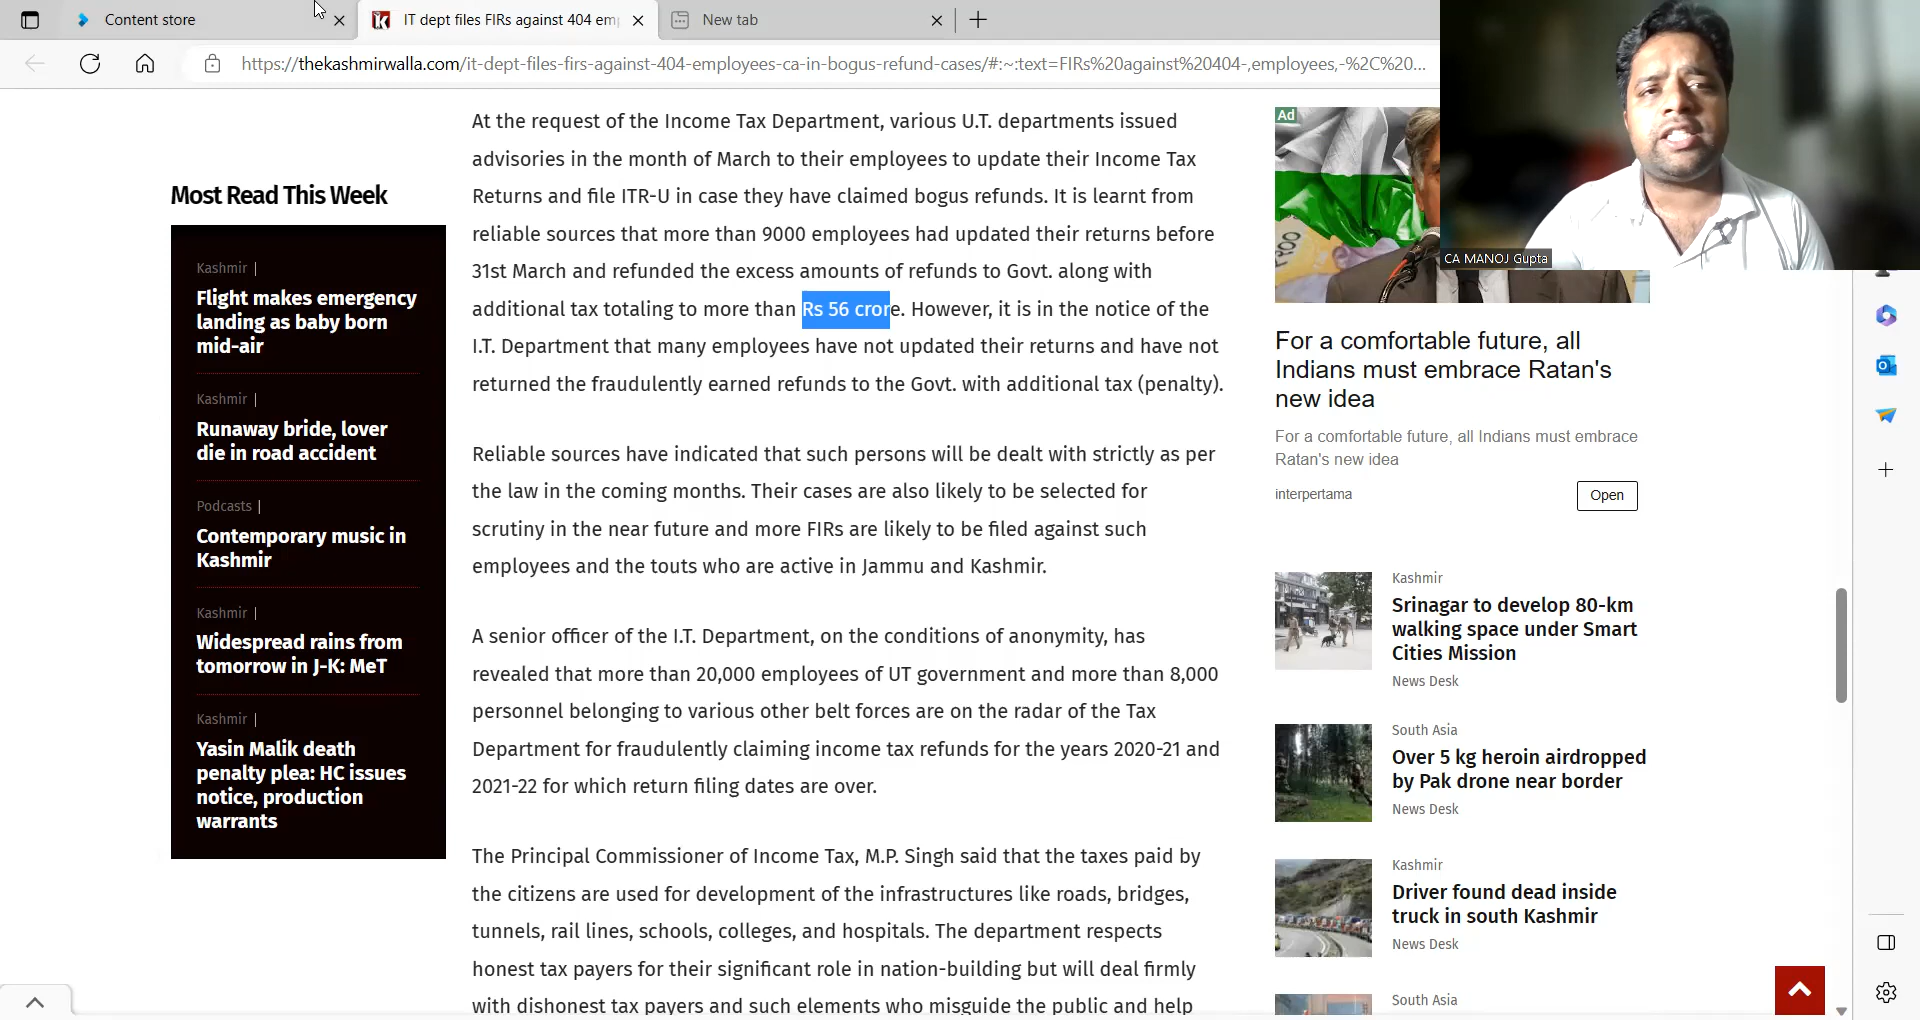 Content store
IT dept files FIRs against 404 em
New tab
https://thekashmirwalla.com/it-dept-files-firs-against-404-employees-ca-in-bogus-refund-cases/#:~:text=FIRs%20against%20404-,employees,-%2C%20...
Most Read This Week
Kashmir |
Flight makes emergency
landing as baby born
mid-air
Kashmir |
Runaway bride, lover
die in road accident
Podcasts |
Contemporary music in
Kashmir
Kashmir |
Widespread rains from
tomorrow in J-K: MeT
Kashmir |
Yasin Malik death
penalty plea: HC issues
notice, production
warrants
At the request of the Income Tax Department, various U.T. departments issued
advisories in the month of March to their employees to update their Income Tax
Returns and file ITR-U in case they have claimed bogus refunds. It is learnt from
reliable sources that more than 9000 employees had updated their returns before
31st March and refunded the excess amounts of refunds to Govt. along with
additional tax totaling to more than Rs 56 crore. However, it is in the notice of the
I.T. Department that many employees have not updated their returns and have not
returned the fraudulently earned refunds to the Govt. with additional tax (penalty).
Reliable sources have indicated that such persons will be dealt with strictly as per
the law in the coming months. Their cases are also likely to be selected for
scrutiny in the near future and more FIRs are likely to be filed against such
employees and the touts who are active in Jammu and Kashmir.
A senior officer of the I.T. Department, on the conditions of anonymity, has
revealed that more than 20,000 employees of UT government and more than 8,000
personnel belonging to various other belt forces are on the radar of the Tax
Department for fraudulently claiming income tax refunds for the years 2020-21 and
2021-22 for which return filing dates are over.
The Principal Commissioner of Income Tax, M.P. Singh said that the taxes paid by
the citizens are used for development of the infrastructures like roads, bridges,
tunnels, rail lines, schools, colleges, and hospitals. The department respects
honest tax payers for their significant role in nation-building but will deal firmly
with dishonest tax payers and such elements who misguide the public and help
Ad
CA MANOJ Gupta
For a comfortable future, all
Indians must embrace Ratan's
new idea
For a comfortable future, all Indians must embrace
Ratan's new idea
interpertama
Open
Kashmir
Srinagar to develop 80-km
walking space under Smart
Cities Mission
News Desk
South Asia
Over 5 kg heroin airdropped
by Pak drone near border
News Desk
Kashmir
Driver found dead inside
truck in south Kashmir
News Desk
South Asia